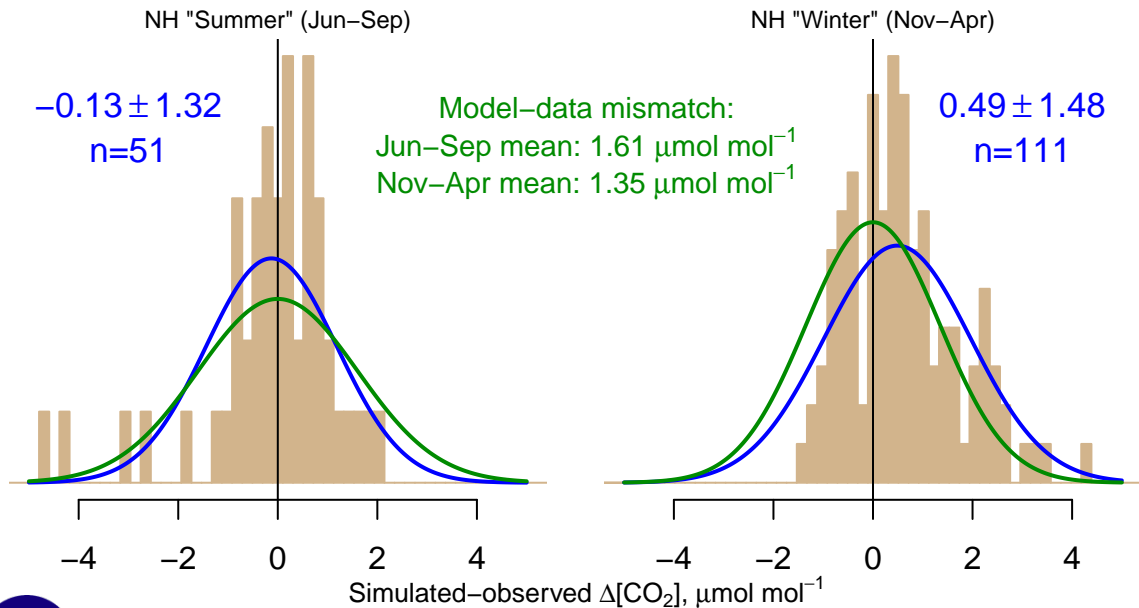 NH "Summer" (Jun−Sep)
NH "Winter" (Nov−Apr)
−0.13 ± 1.32
n=51
Model−data mismatch:
Jun−Sep mean: 1.61 μmol mol⁻¹
Nov−Apr mean: 1.35 μmol mol⁻¹
0.49 ± 1.48
n=111
−4 −2 0 2 4
−4 −2 0 2 4
Simulated−observed Δ[CO₂], μmol mol⁻¹